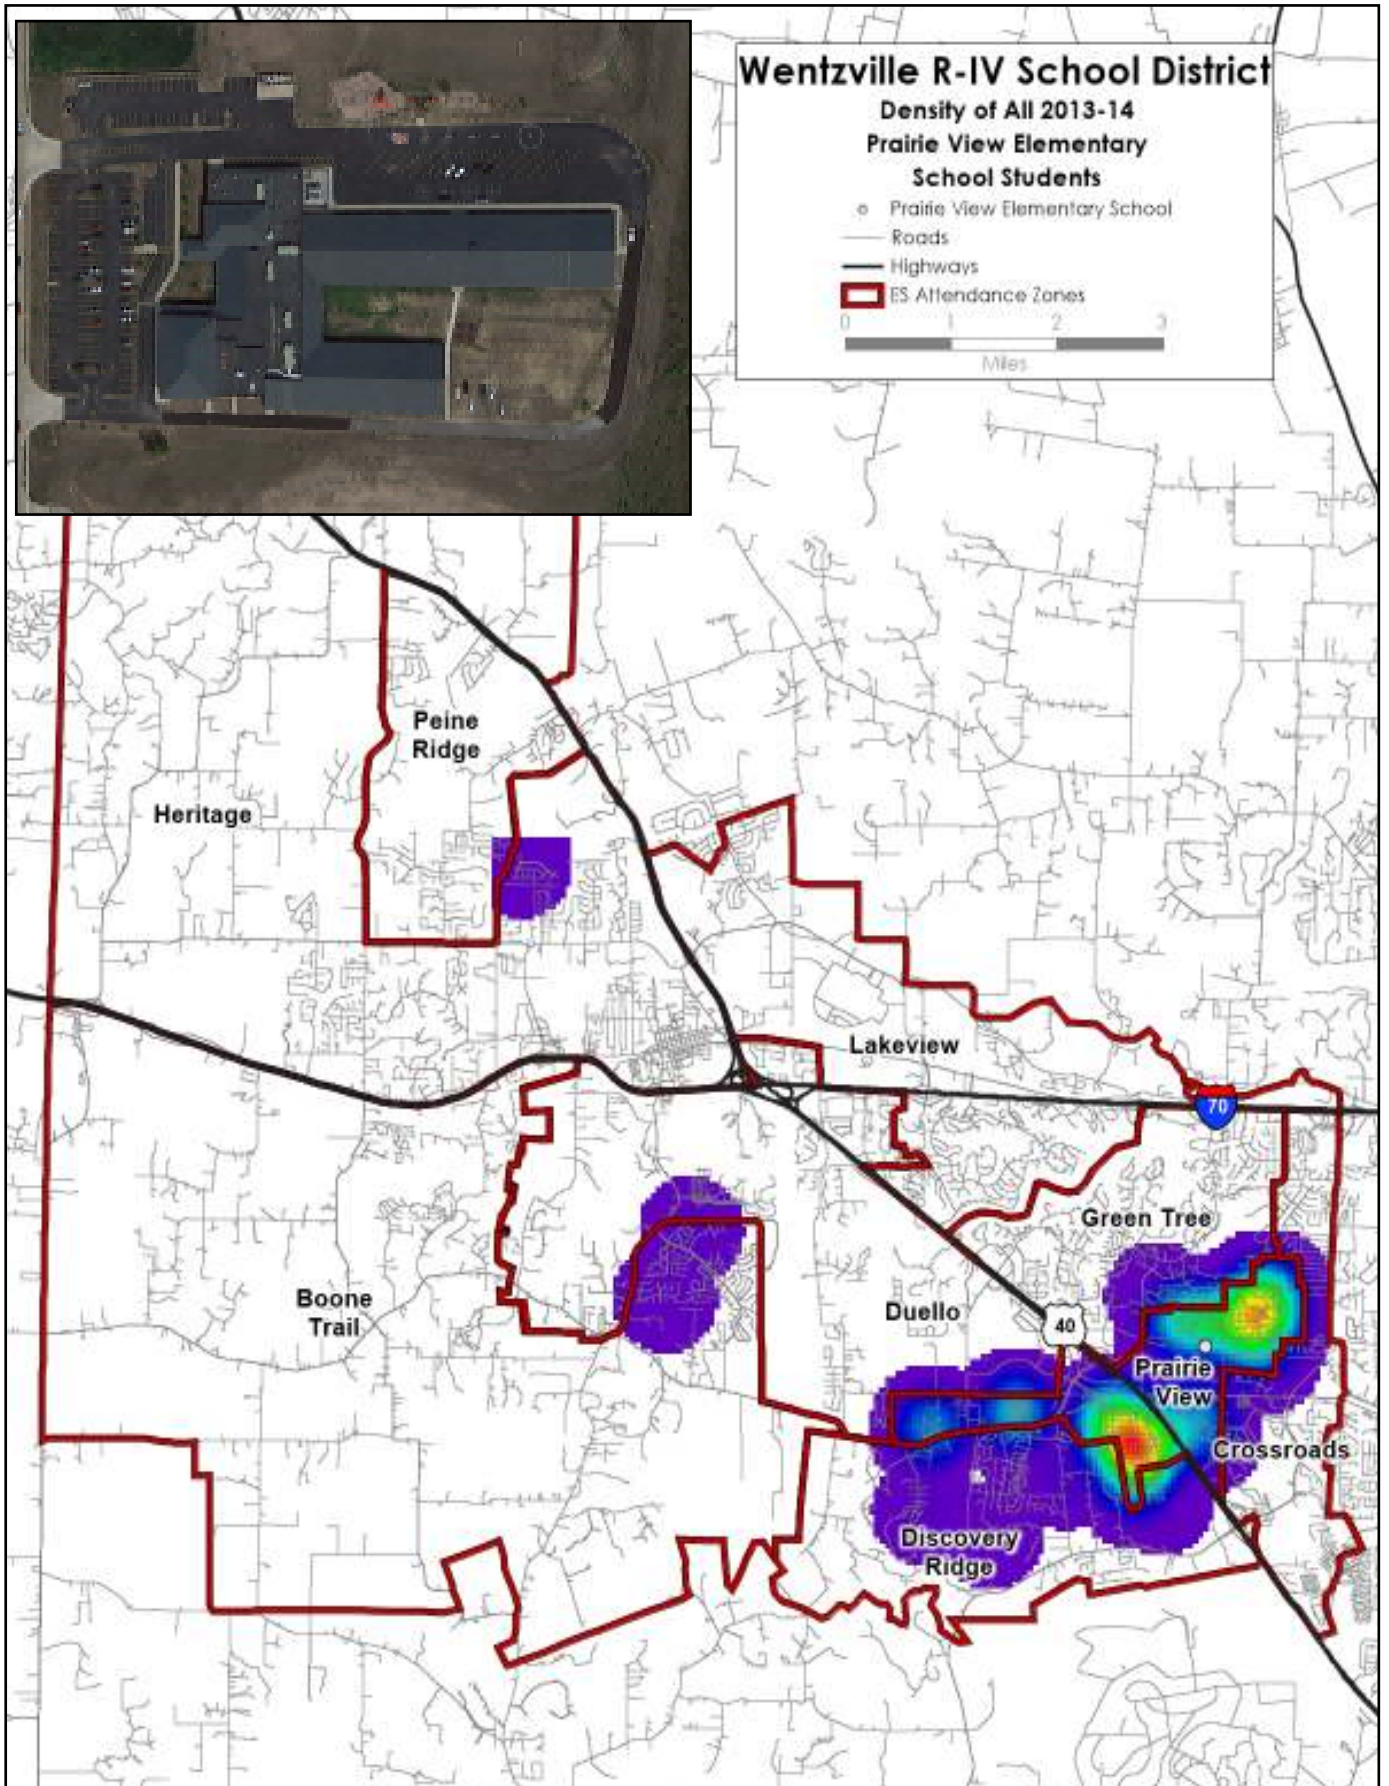 Wentzville R-IV School District
Density of All 2013-14
Prairie View Elementary
School Students
Prairie View Elementary School
Roads
Highways
ES Attendance Zones
0 1 2 3
Miles
Peine
Ridge
Heritage
Lakeview
70
Green Tree
Boone
Trail
Duello
40
Prairie
View
Crossroads
Discovery
Ridge